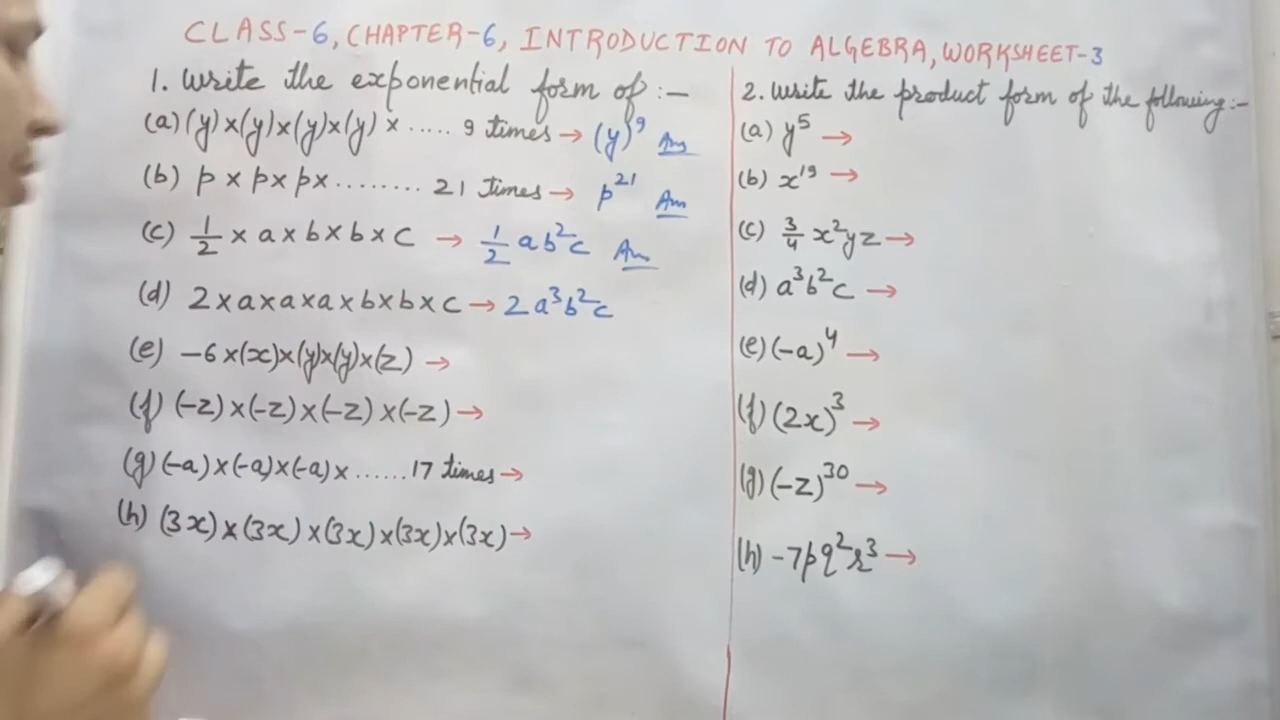 CLASS-6, CHAPTER-6, INTRODUCTION TO ALGEBRA, WORKSHEET-3
1. Write the exponential form of :-
(a) (y)×(y)×(y)×(y) × ..... 9 times → (y)⁹ Ans
(b) p × p × p× ........ 21 times → p²¹ Ans
(c) 1/2 × a × b × b × c → 1/2 ab²c Ans
(d) 2 × a × a × a × b × b × c → 2a³b²c
(e) -6 ×(x)×(y)×(y)×(z) →
(f) (-z) × (-z) × (-z) × (-z) →
(g) (-a) × (-a) × (-a) × ...... 17 times →
(h) (3x) × (3x) × (3x) × (3x) × (3x) →
2. Write the product form of the following:-
(a) y⁵ →
(b) x¹⁹ →
(c) 3/4 x²yz →
(d) a³b²c →
(e) (-a)⁴ →
(f) (2x)³ →
(g) (-z)³⁰ →
(h) -7pq²r³ →